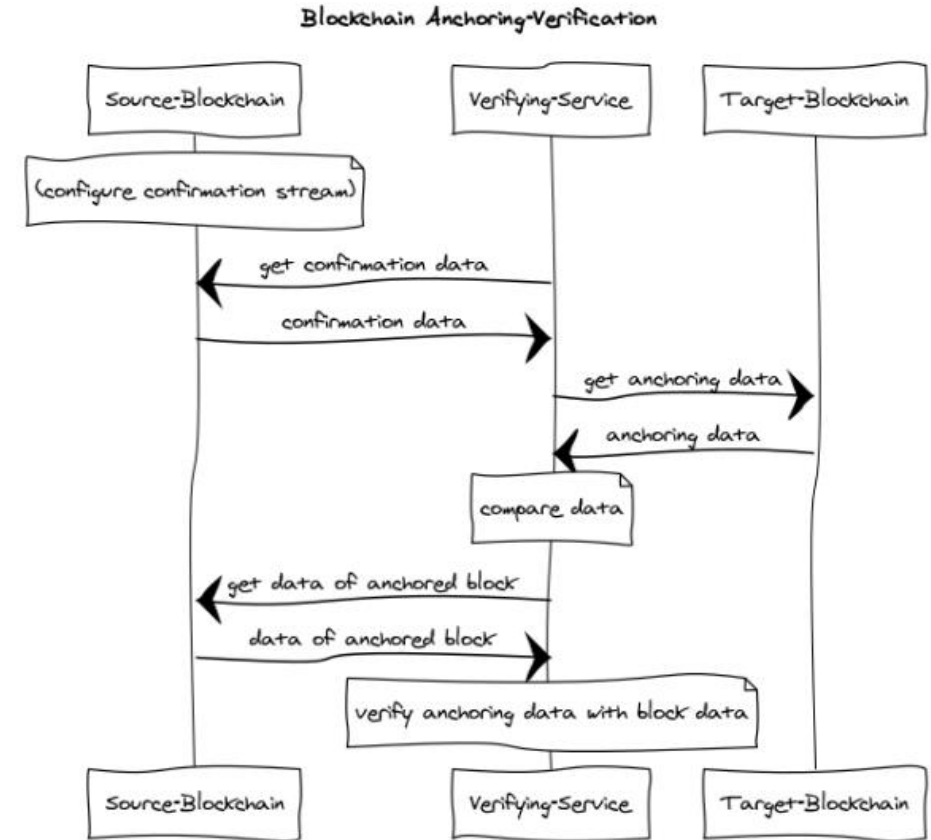 Blockchain Anchoring-Verification
Source-Blockchain
Verifying-Service
Target-Blockchain
(configure confirmation stream)
get confirmation data
confirmation data
get anchoring data
anchoring data
compare data
get data of anchored block
data of anchored block
verify anchoring data with block data
Source-Blockchain
Verifying-Service
Target-Blockchain